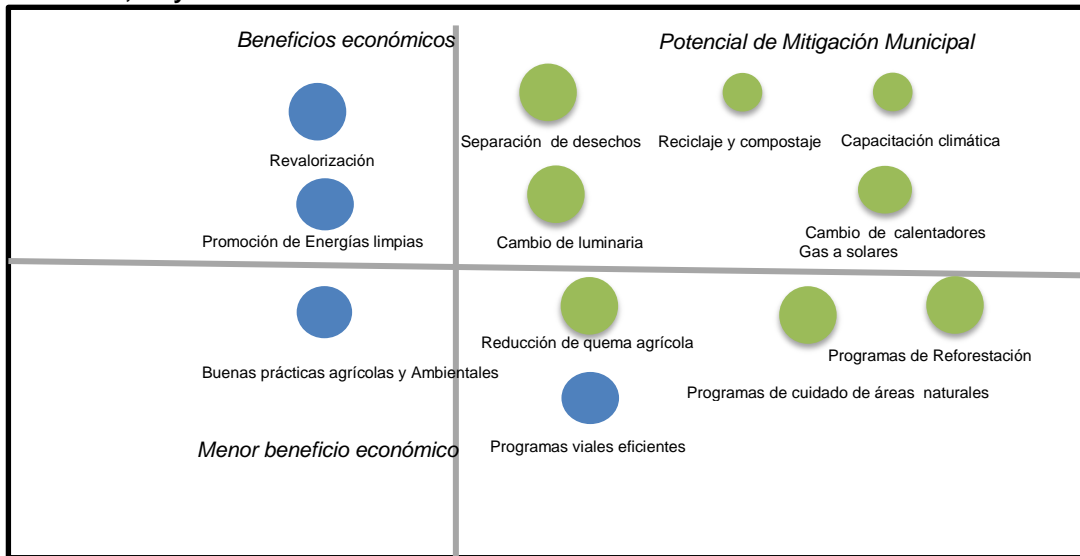 Beneficios económicos
Potencial de Mitigación Municipal
Revalorización
Separación de desechos
Reciclaje y compostaje
Capacitación climática
Promoción de Energías limpias
Cambio de luminaria
Cambio de calentadores
Gas a solares
Reducción de quema agrícola
Programas de Reforestación
Buenas prácticas agrícolas y Ambientales
Programas de cuidado de áreas naturales
Menor beneficio económico
Programas viales eficientes